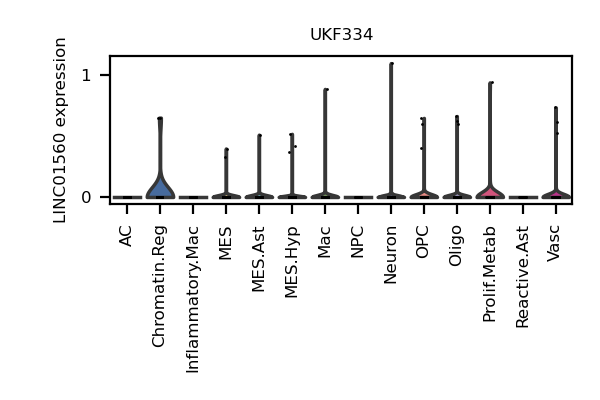 UKF334
LINC01560 expression
1
0
AC
Chromatin.Reg
Inflammatory.Mac
MES
MES.Ast
MES.Hyp
Mac
NPC
Neuron
OPC
Oligo
Prolif.Metab
Reactive.Ast
Vasc